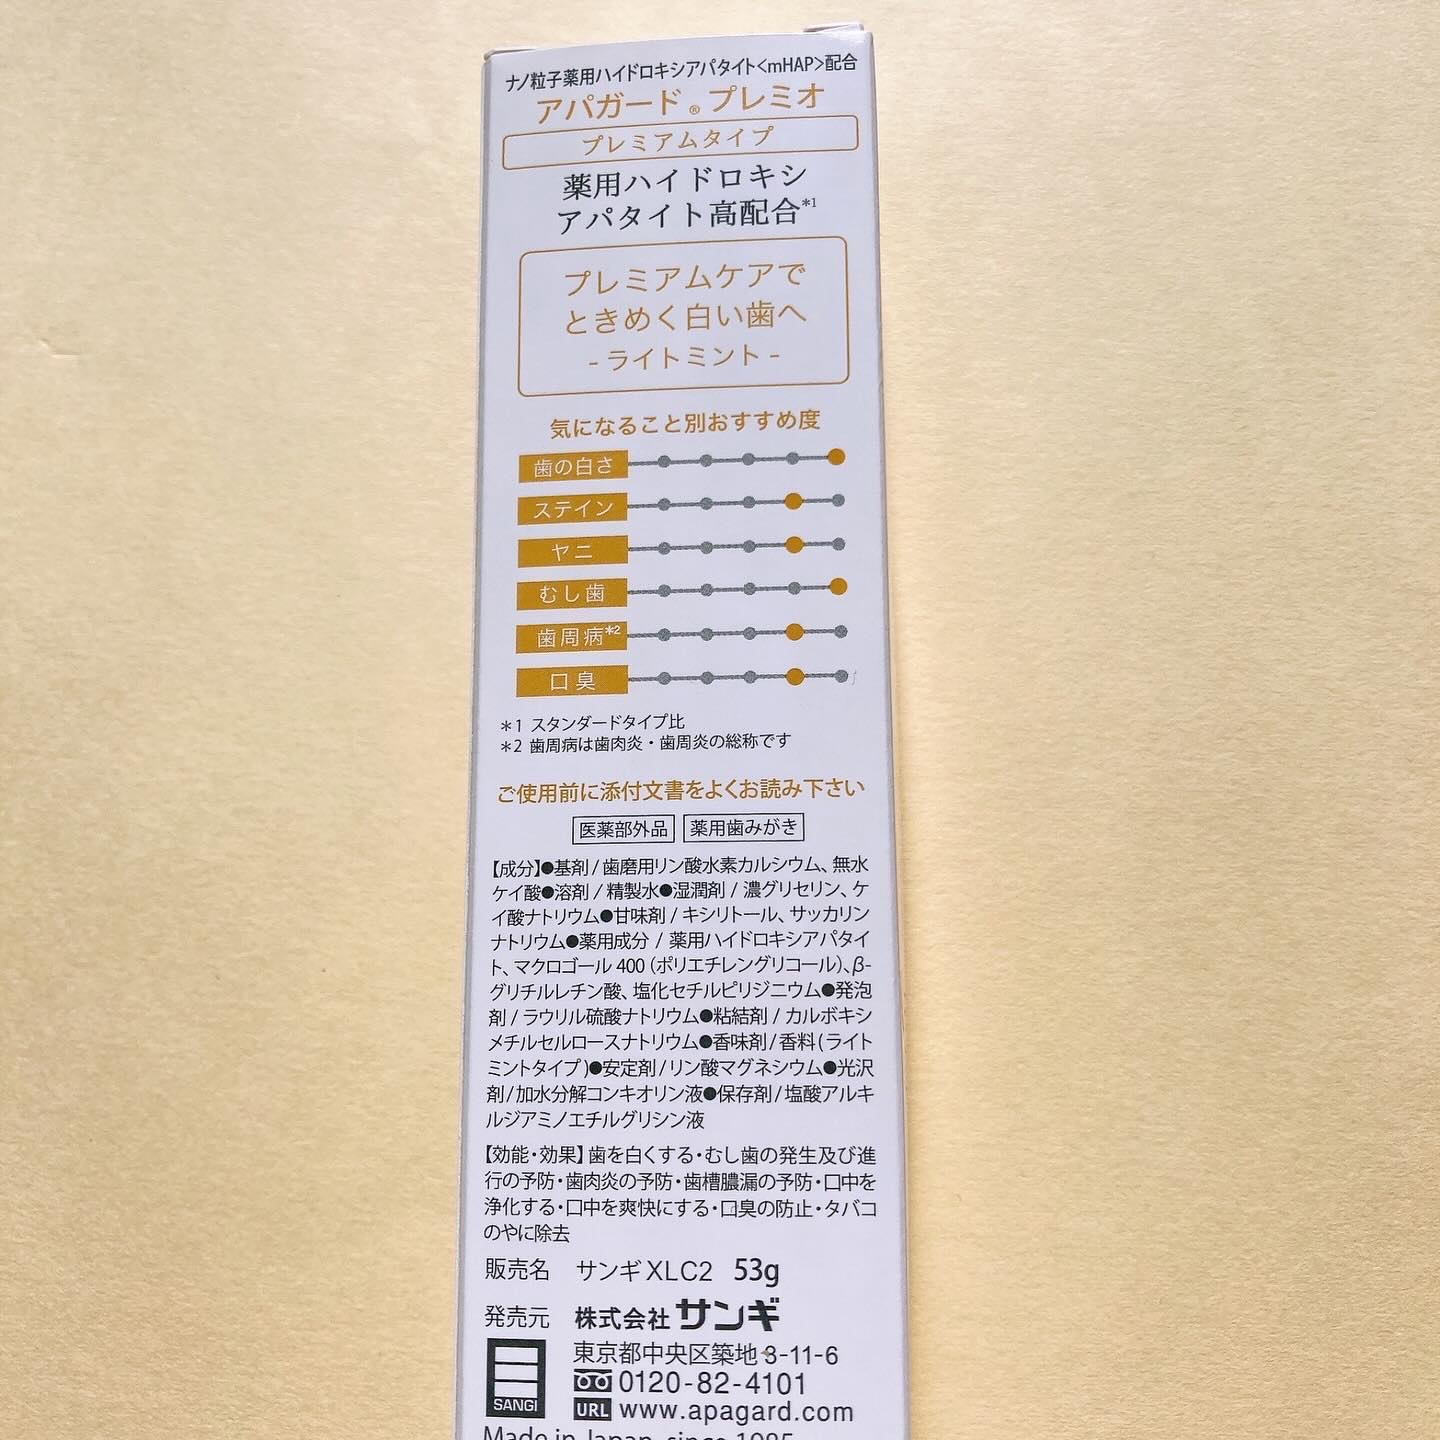 ナノ粒子薬用ハイドロキシアパタイト<mHAP>配合
アパガード®プレミオ
プレミアムタイプ
薬用ハイドロキシ
アパタイト高配合*1
プレミアムケアで
ときめく白い歯へ
- ライトミント -
気になること別おすすめ度
歯の白さ
ステイン
ヤニ
むし歯
歯周病*2
口臭
*1 スタンダードタイプ比
*2 歯周病は歯肉炎・歯周炎の総称です
ご使用前に添付文書をよくお読み下さい
医薬部外品 薬用歯みがき
【成分】●基剤/歯磨用リン酸水素カルシウム、無水
ケイ酸●溶剤/精製水●湿潤剤/濃グリセリン、ケ
イ酸ナトリウム●甘味剤/キシリトール、サッカリン
ナトリウム●薬用成分/薬用ハイドロキシアパタイ
ト、マクロゴール400(ポリエチレングリコール)、β-
グリチルレチン酸、塩化セチルピリジニウム●発泡
剤/ラウリル硫酸ナトリウム●粘結剤/カルボキシ
メチルセルロースナトリウム●香味剤/香料(ライト
ミントタイプ)●安定剤/リン酸マグネシウム●光沢
剤/加水分解コンキオリン液●保存剤/塩酸アルキ
ルジアミノエチルグリシン液
【効能・効果】歯を白くする・むし歯の発生及び進
行の予防・歯肉炎の予防・歯槽膿漏の予防・口中を
浄化する・口中を爽快にする・口臭の防止・タバコ
のやに除去
販売名 サンギXLC2 53g
発売元 株式会社サンギ
東京都中央区築地3-11-6
0120-82-4101
SANGI
URL www.apagard.com
Made in Japan, since 1985